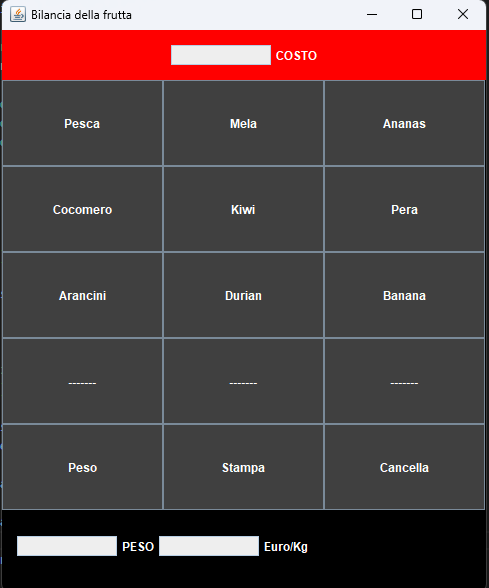 Bilancia della frutta
COSTO
Pesca Mela Ananas
Cocomero Kiwi Pera
Arancini Durian Banana
------- ------- -------
Peso Stampa Cancella
PESO Euro/Kg